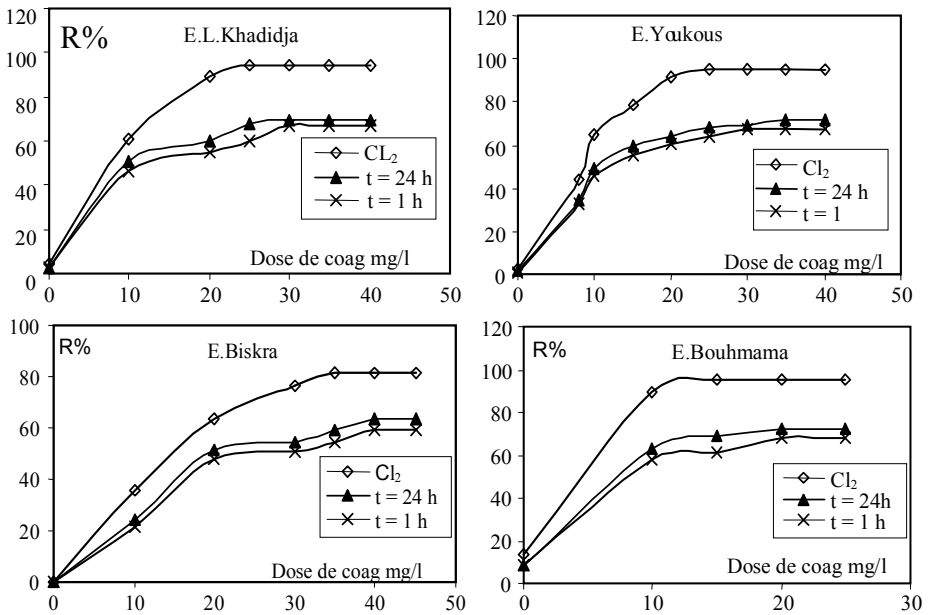 120
100
80
60
40
20
0
R%
E.L.Khadidja
CL₂
t = 24 h
t = 1 h
Dose de coag mg/l
0 10 20 30 40 50
120
100
80
60
40
20
0
E.Youkous
Cl₂
t = 24 h
t = 1
Dose de coag mg/l
0 10 20 30 40 50
100
80
60
40
20
0
R%
E.Biskra
Cl₂
t = 24 h
t = 1 h
Dose de coag mg/l
0 10 20 30 40 50
120
100
80
60
40
20
0
R%
E.Bouhmama
Cl₂
t = 24h
t = 1 h
Dose de coag mg/l
0 10 20 30